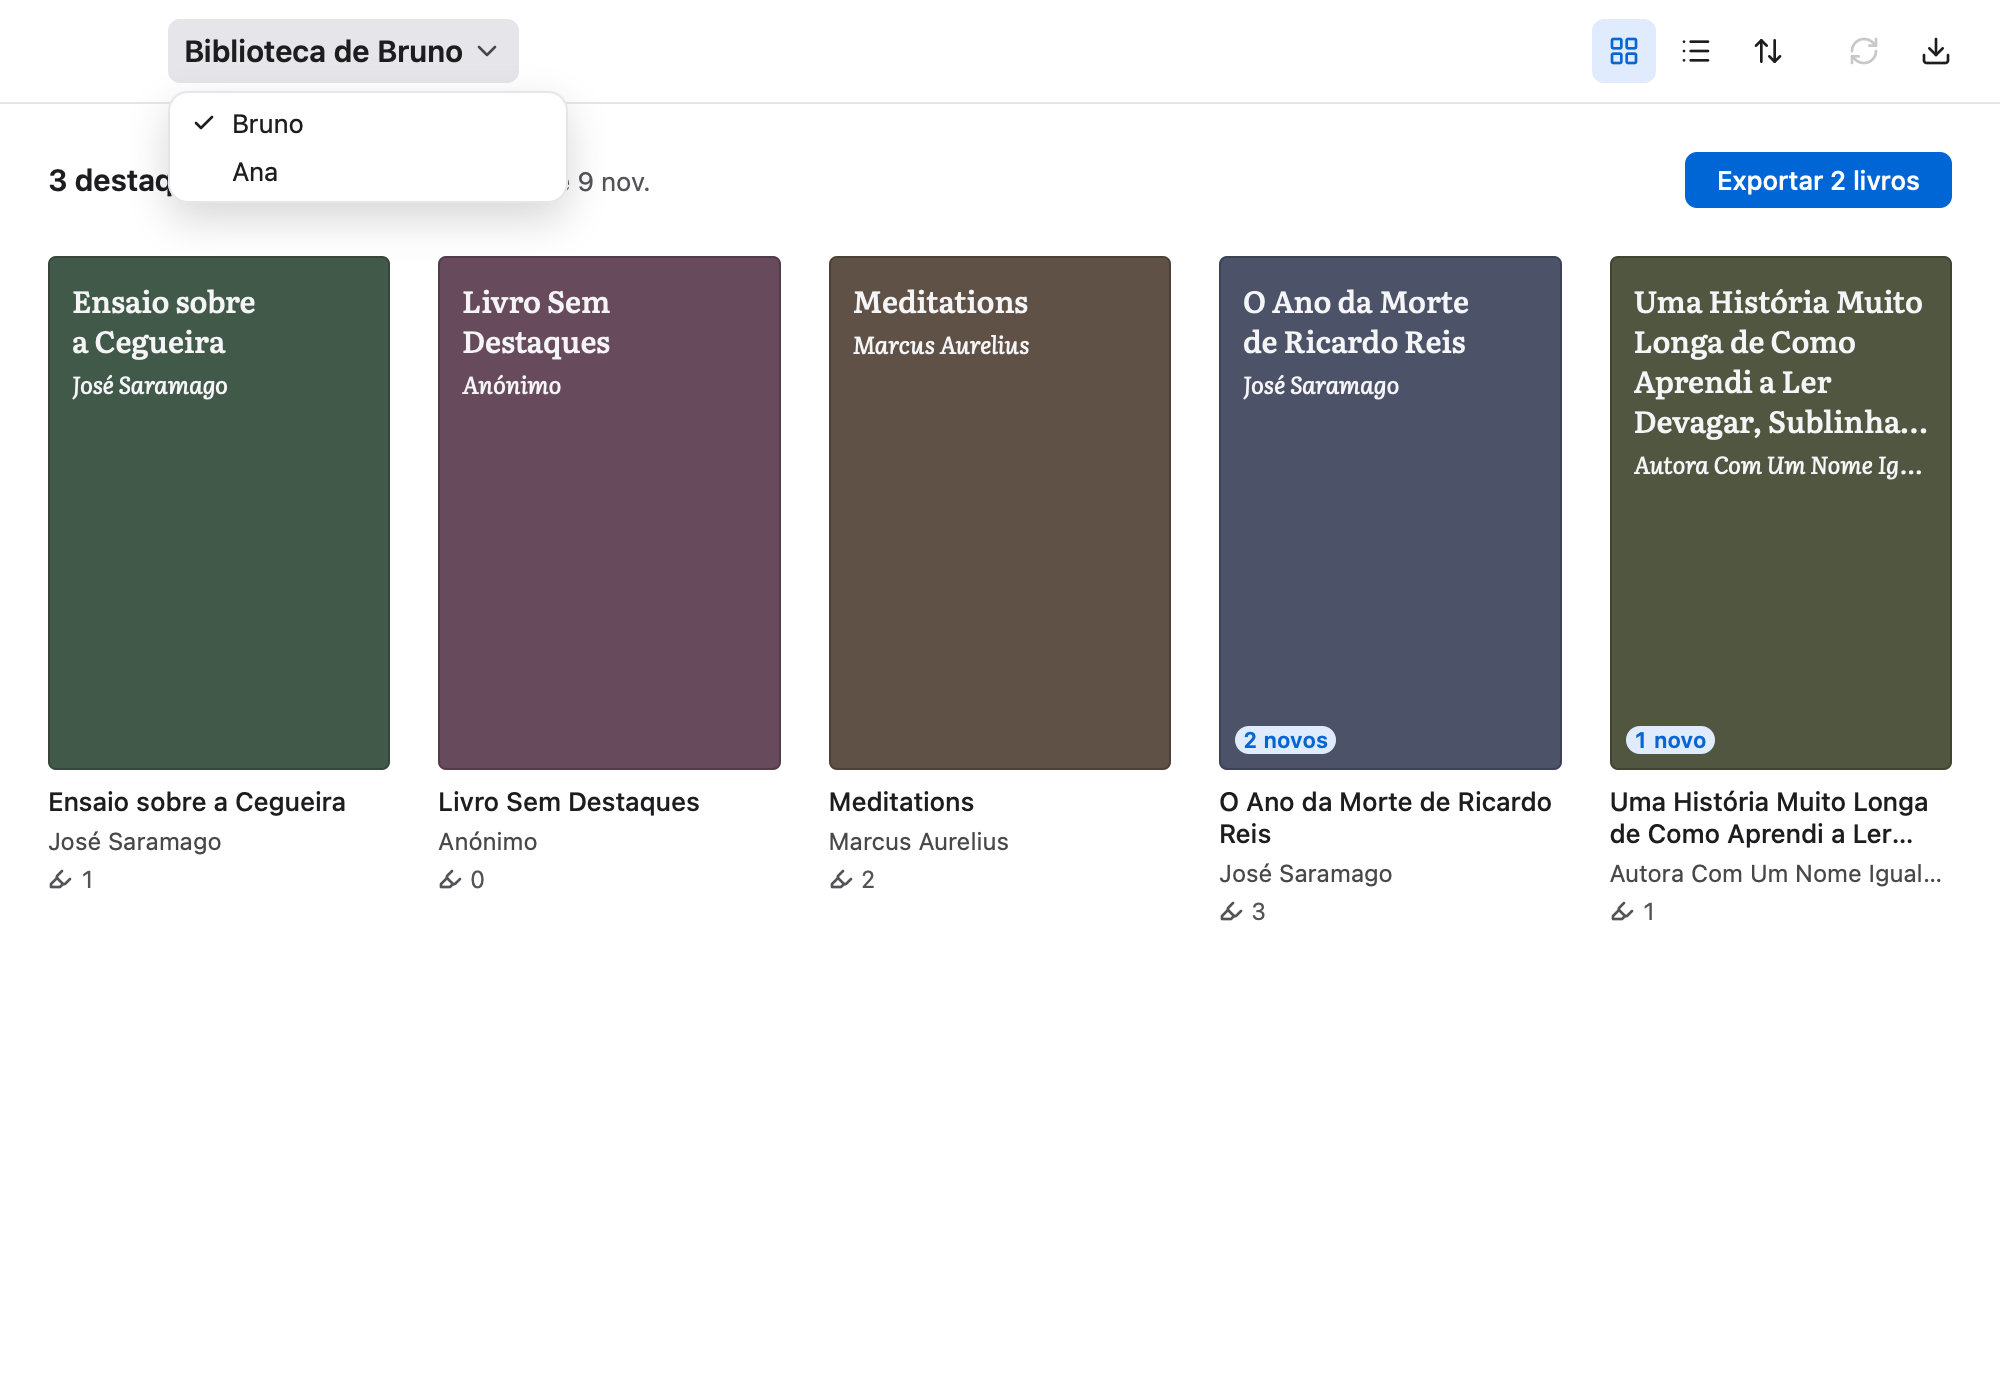 Biblioteca de Bruno
Bruno
Ana
3 9 nov.
Exportar 2 livros
Ensaio sobre
a Cegueira
José Saramago
Livro Sem
Destaques
Anónimo
Meditations
Marcus Aurelius
O Ano da Morte
de Ricardo Reis
José Saramago
2 novos
Uma História Muito
Longa de Como
Aprendi a Ler
Devagar, Sublinha...
Autora Com Um Nome Ig...
1 novo
Ensaio sobre a Cegueira
José Saramago
1
Livro Sem Destaques
Anónimo
0
Meditations
Marcus Aurelius
2
O Ano da Morte de Ricardo
Reis
José Saramago
3
Uma História Muito Longa
de Como Aprendi a Ler...
Autora Com Um Nome Igual...
1